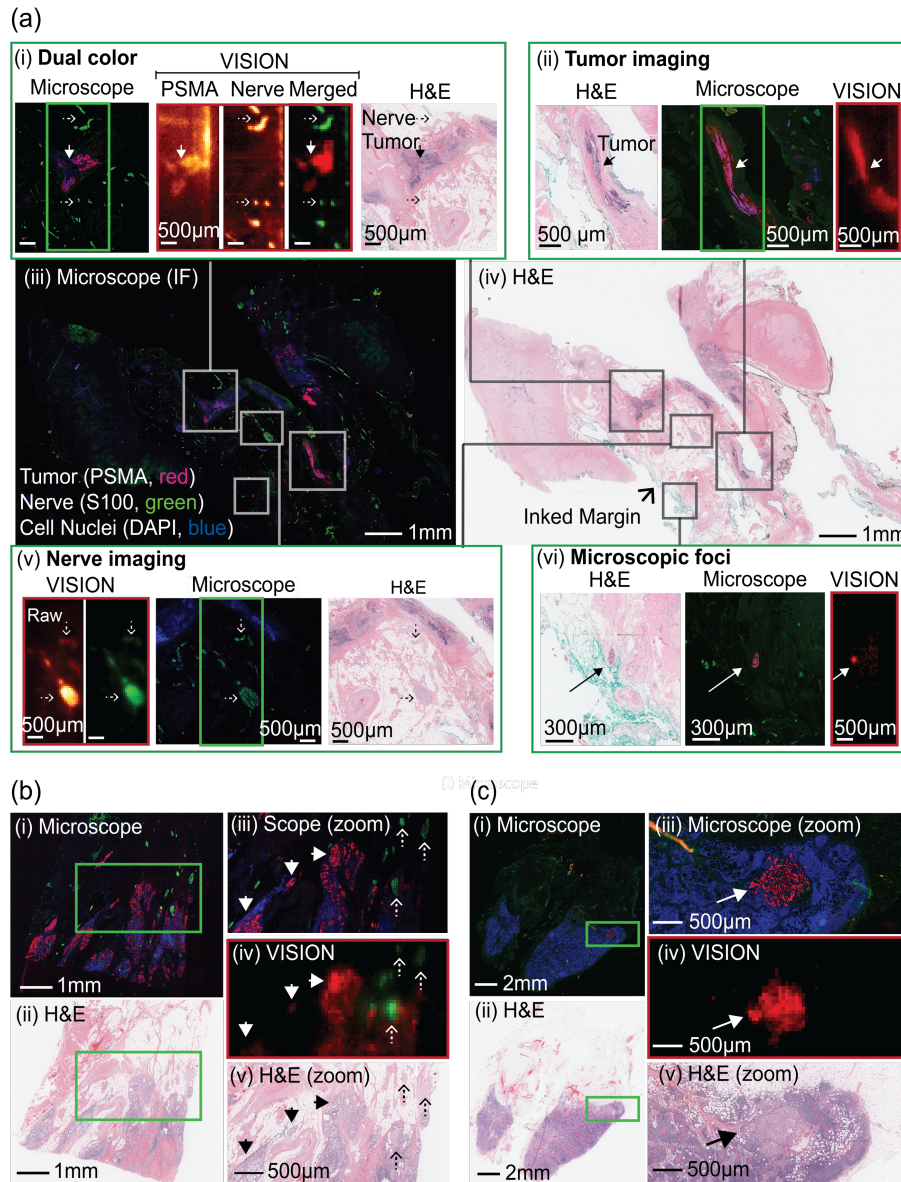 (a)
(i) Dual color
VISION
Microscope
PSMA Nerve Merged
H&E
Nerve
Tumor
500µm
500µm
(ii) Tumor imaging
H&E
Microscope
VISION
Tumor
500 µm
500µm
500µm
(iii) Microscope (IF)
Tumor (PSMA, red)
Nerve (S100, green)
Cell Nuclei (DAPI, blue)
1mm
(iv) H&E
Inked Margin
1mm
(v) Nerve imaging
VISION
Microscope
H&E
Raw
500µm
500µm
500µm
(vi) Microscopic foci
H&E
Microscope
VISION
300µm
300µm
500µm
(i) Microscope
(b)
(i) Microscope
1mm
(ii) H&E
1mm
(iii) Scope (zoom)
(iv) VISION
(v) H&E (zoom)
500µm
(c)
(i) Microscope
2mm
(ii) H&E
2mm
(iii) Microscope (zoom)
500µm
(iv) VISION
500µm
(v) H&E (zoom)
500µm